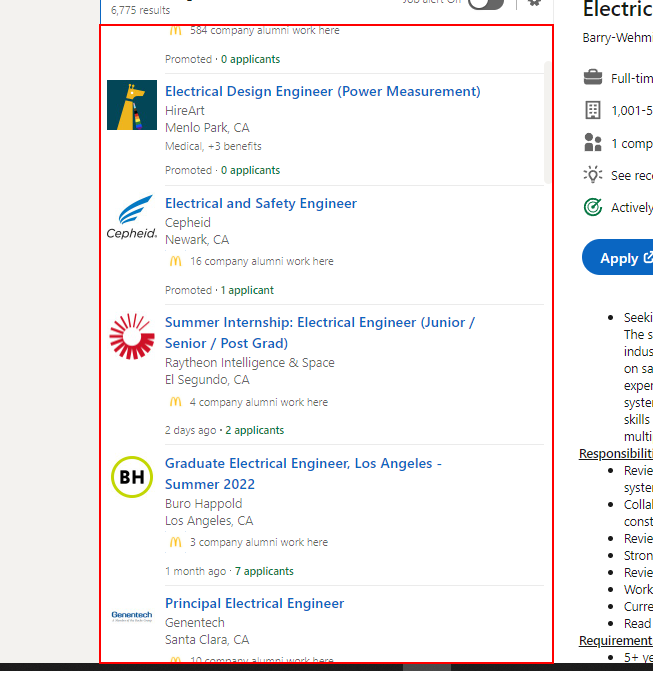 6,775 results
584 company alumni work here
Promoted · 0 applicants
Electrical Design Engineer (Power Measurement)
HireArt
Menlo Park, CA
Medical, +3 benefits
Promoted · 0 applicants
Cepheid.
Electrical and Safety Engineer
Cepheid
Newark, CA
16 company alumni work here
Promoted · 1 applicant
Summer Internship: Electrical Engineer (Junior /
Senior / Post Grad)
Raytheon Intelligence & Space
El Segundo, CA
4 company alumni work here
2 days ago · 2 applicants
BH
Graduate Electrical Engineer, Los Angeles -
Summer 2022
Buro Happold
Los Angeles, CA
3 company alumni work here
1 month ago · 7 applicants
Genentech
Principal Electrical Engineer
Genentech
Santa Clara, CA
10 company alumni work here
Job alert Off
Electric
Barry-Wehm
Full-tim
1,001-5
1 comp
See rec
Actively
Apply
• Seeki
The s
indus
on sa
exper
syste
skills
multi
Responsibiliti
• Revie
syste
• Colla
const
• Revie
• Stron
• Revie
• Work
• Curre
• Read
Requirement
• 5+ ye